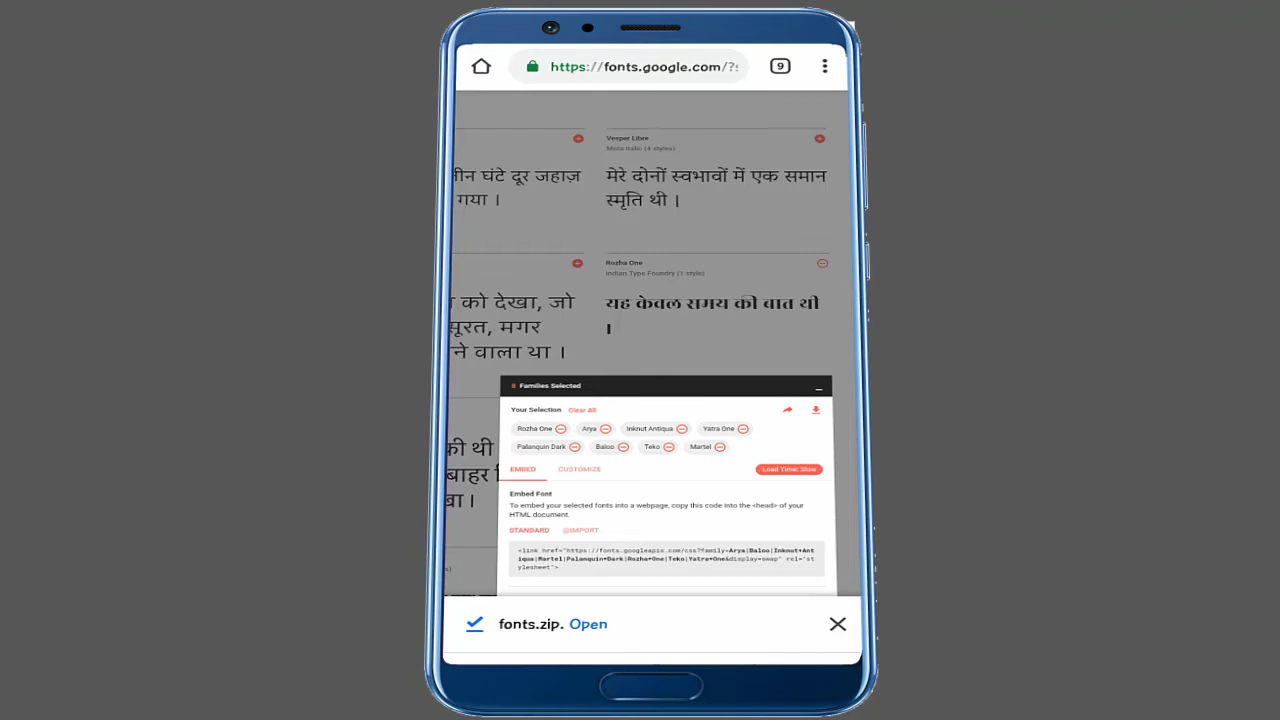 https://fonts.google.com/?s
9
Vesper Libre
Mota Italic (4 styles)
तीन घंटे दूर जहाज़
गया ।
मेरे दोनों स्वभावों में एक समान
स्मृति थी ।
Rozha One
Indian Type Foundry (1 style)
को देखा, जो
सूरत, मगर
ने वाला था ।
यह केवल समय की बात थी
।
की थी
बाहर
8 Families Selected
Your Selection Clear All
Rozha One Arya Inknut Antiqua Yatra One
Palanquin Dark Baloo Teko Martel
EMBED CUSTOMIZE Load Time: Slow
Embed Font
To embed your selected fonts into a webpage, copy this code into the <head> of your
HTML document.
STANDARD @IMPORT
<link href="https://fonts.googleapis.com/css?family=Arya|Baloo|Inknut+Ant
iqua|Martel|Palanquin+Dark|Rozha+One|Teko|Yatra+One&display=swap" rel="st
ylesheet">
fonts.zip. Open